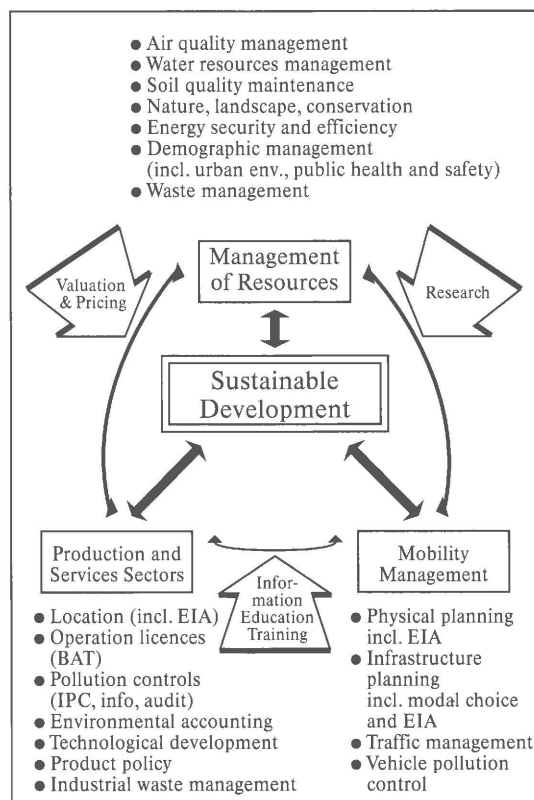 ● Air quality management
● Water resources management
● Soil quality maintenance
● Nature, landscape, conservation
● Energy security and efficiency
● Demographic management
(incl. urban env., public health and safety)
● Waste management
Valuation
& Pricing
Management
of Resources
Research
Sustainable
Development
Production and
Services Sectors
Infor-
mation
Education
Training
Mobility
Management
● Location (incl. EIA)
● Operation licences
(BAT)
● Pollution controls
(IPC, info, audit)
● Environmental accounting
● Technological development
● Product policy
● Industrial waste management
● Physical planning
incl. EIA
● Infrastructure
planning
incl. modal choice
and EIA
● Traffic management
● Vehicle pollution
control